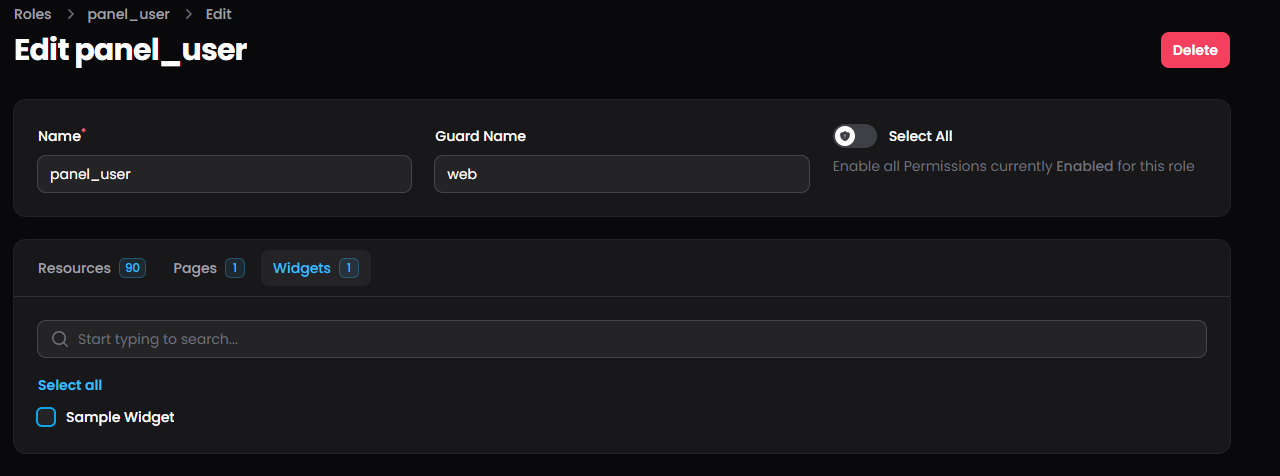 Roles > panel_user > Edit
Edit panel_user
Delete
Name*
Guard Name
Select All
panel_user
web
Enable all Permissions currently Enabled for this role
Resources 90 Pages 1 Widgets 1
Start typing to search...
Select all
Sample Widget